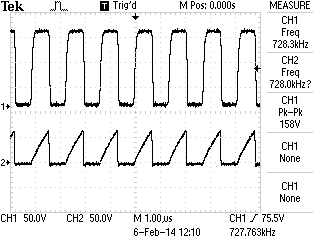 Tek Trig'd M Pos: 0.000s MEASURE
CH1
Freq
728.3kHz
CH2
Freq
728.0kHz?
CH1
Pk-Pk
158V
CH1
None
CH1
None
1
2
CH1 50.0V CH2 50.0V M 1.00µs CH1 75.5V
6-Feb-14 12:10 727.763kHz